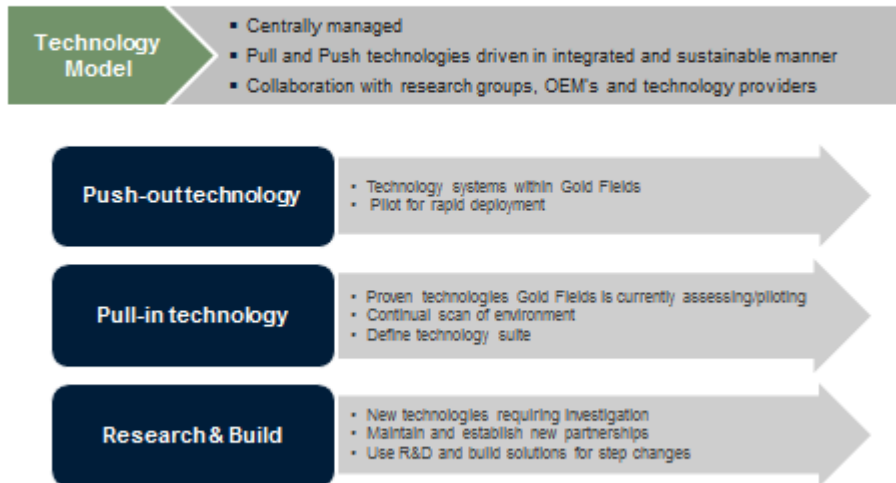 Technology
Model
▪ Centrally managed
▪ Pull and Push technologies driven in integrated and sustainable manner
▪ Collaboration with research groups, OEM's and technology providers
Push-out technology
• Technology systems within Gold Fields
• Pilot for rapid deployment
Pull-in technology
• Proven technologies Gold Fields is currently assessing/piloting
• Continual scan of environment
• Define technology suite
Research & Build
• New technologies requiring investigation
• Maintain and establish new partnerships
• Use R&D and build solutions for step changes